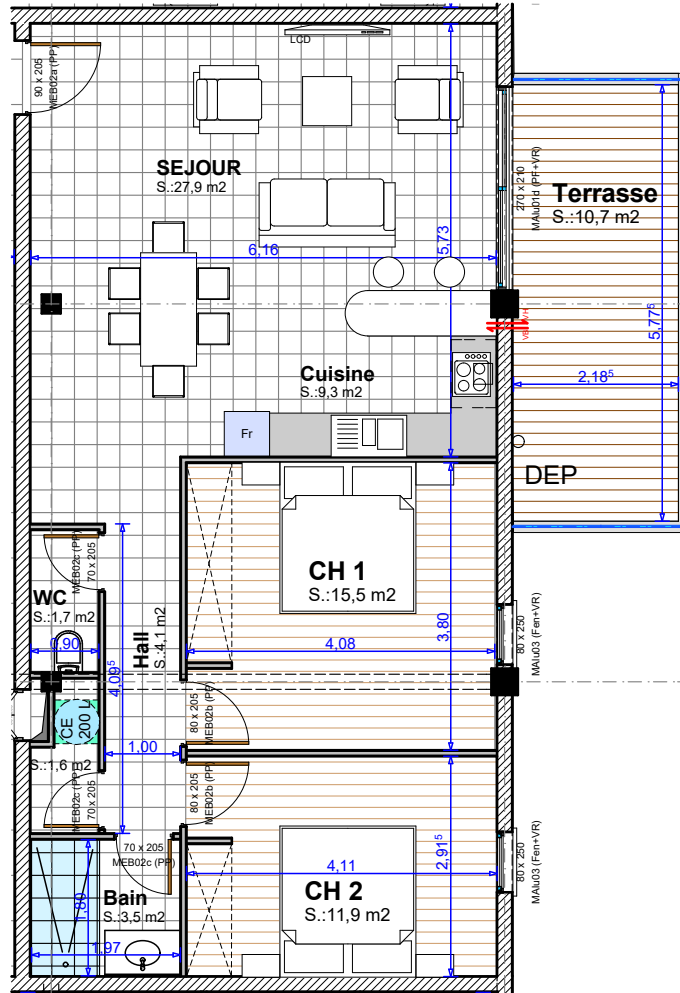 LCD
90 x 205
MEB02a (PP)
SEJOUR
S.:27,9 m2
270 x 210
MAlu01d (PF+VR)
Terrasse
S.:10,7 m2
6,16
5,73
5,77⁵
2,18⁵
Cuisine
S.:9,3 m2
Fr
DEP
MEB02c (PP)
70 x 205
WC
S.:1,7 m2
0,90
Hall
S.:4,1 m2
4,09⁵
CH 1
S.:15,5 m2
3,80
4,08
80 x 250
MAlu03 (Fen+VR)
CE
200 L
80 x 205
MEB02b (PP)
1,00
S.:1,6 m2
MEB02c (PP)
70 x 205
80 x 205
MEB02b (PP)
70 x 205
MEB02c (PP)
4,11
2,91⁵
80 x 250
MAlu03 (Fen+VR)
Bain
S.:3,5 m2
1,80
1,97
CH 2
S.:11,9 m2